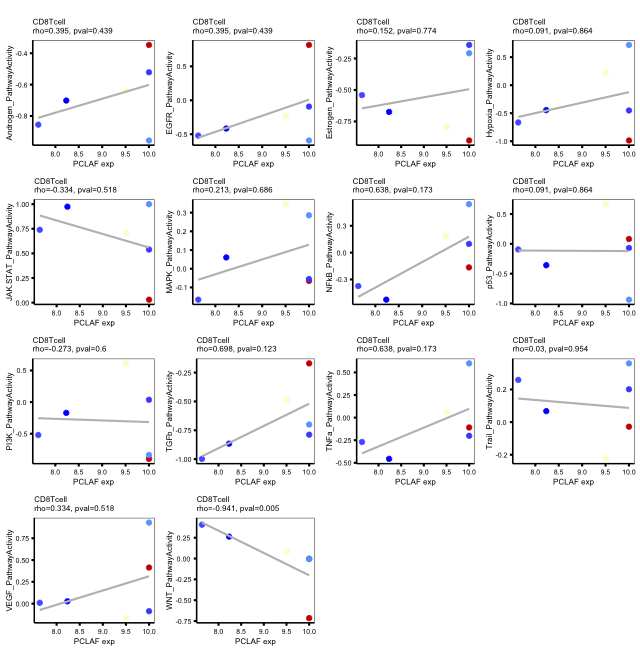 CD8Tcell
rho=0.395, pval=0.439
Androgen_PathwayActivity
-0.4
-0.6
-0.8
8.0 8.5 9.0 9.5 10.0
PCLAF exp
CD8Tcell
rho=0.395, pval=0.439
EGFR_PathwayActivity
0.5
0.0
-0.5
8.0 8.5 9.0 9.5 10.0
PCLAF exp
CD8Tcell
rho=0.152, pval=0.774
Estrogen_PathwayActivity
-0.25
-0.50
-0.75
8.0 8.5 9.0 9.5 10.0
PCLAF exp
CD8Tcell
rho=0.091, pval=0.864
Hypoxia_PathwayActivity
0.5
0.0
-0.5
-1.0
8.0 8.5 9.0 9.5 10.0
PCLAF exp
CD8Tcell
rho=-0.334, pval=0.518
JAK-STAT_PathwayActivity
1.00
0.75
0.50
0.25
0.00
8.0 8.5 9.0 9.5 10.0
PCLAF exp
CD8Tcell
rho=0.213, pval=0.686
MAPK_PathwayActivity
0.3
0.2
0.1
0.0
-0.1
8.0 8.5 9.0 9.5 10.0
PCLAF exp
CD8Tcell
rho=0.638, pval=0.173
NFkB_PathwayActivity
0.3
0.0
-0.3
8.0 8.5 9.0 9.5 10.0
PCLAF exp
CD8Tcell
rho=0.091, pval=0.864
p53_PathwayActivity
0.5
0.0
-0.5
-1.0
8.0 8.5 9.0 9.5 10.0
PCLAF exp
CD8Tcell
rho=-0.273, pval=0.6
PI3K_PathwayActivity
0.5
0.0
-0.5
8.0 8.5 9.0 9.5 10.0
PCLAF exp
CD8Tcell
rho=0.698, pval=0.123
TGFb_PathwayActivity
-0.25
-0.50
-0.75
-1.00
8.0 8.5 9.0 9.5 10.0
PCLAF exp
CD8Tcell
rho=0.638, pval=0.173
TNFa_PathwayActivity
0.50
0.25
0.00
-0.25
-0.50
8.0 8.5 9.0 9.5 10.0
PCLAF exp
CD8Tcell
rho=0.03, pval=0.954
Trail_PathwayActivity
0.2
0.0
-0.2
8.0 8.5 9.0 9.5 10.0
PCLAF exp
CD8Tcell
rho=0.334, pval=0.518
VEGF_PathwayActivity
0.75
0.50
0.25
0.00
8.0 8.5 9.0 9.5 10.0
PCLAF exp
CD8Tcell
rho=-0.941, pval=0.005
WNT_PathwayActivity
0.25
0.00
-0.25
-0.50
-0.75
8.0 8.5 9.0 9.5 10.0
PCLAF exp